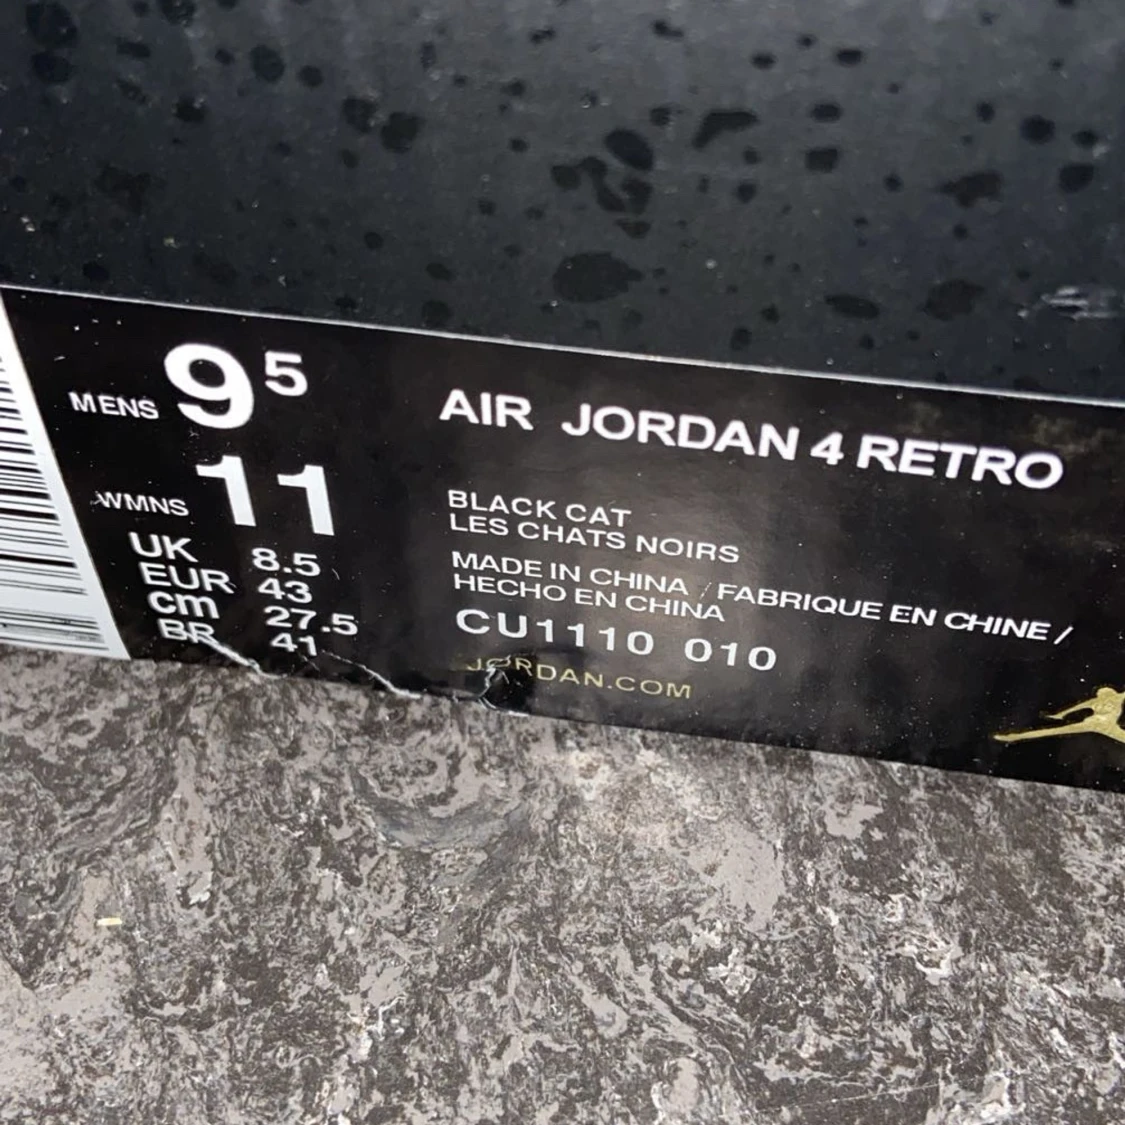 MENS 9 5
WMNS 11
UK 8.5
EUR 43
cm 27.5
BR 41
AIR JORDAN 4 RETRO
BLACK CAT
LES CHATS NOIRS
MADE IN CHINA / FABRIQUE EN CHINE /
HECHO EN CHINA
CU1110 010
JORDAN.COM